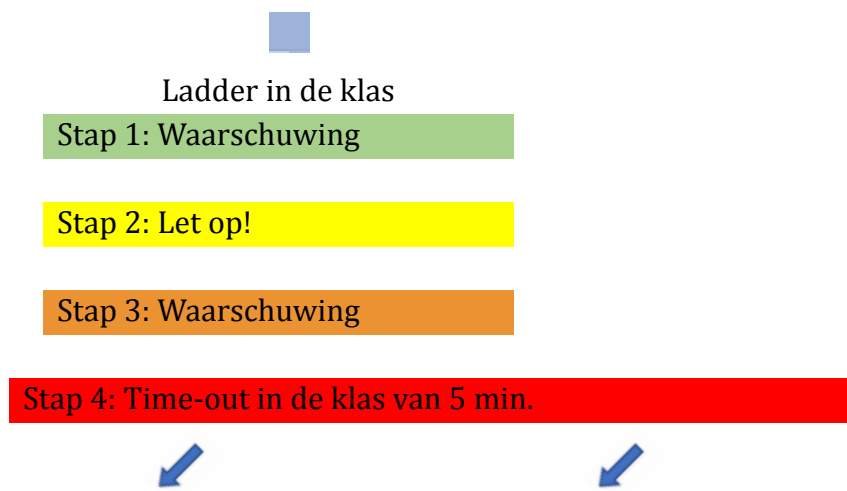 Ladder in de klas
Stap 1: Waarschuwing
Stap 2: Let op!
Stap 3: Waarschuwing
Stap 4: Time-out in de klas van 5 min.